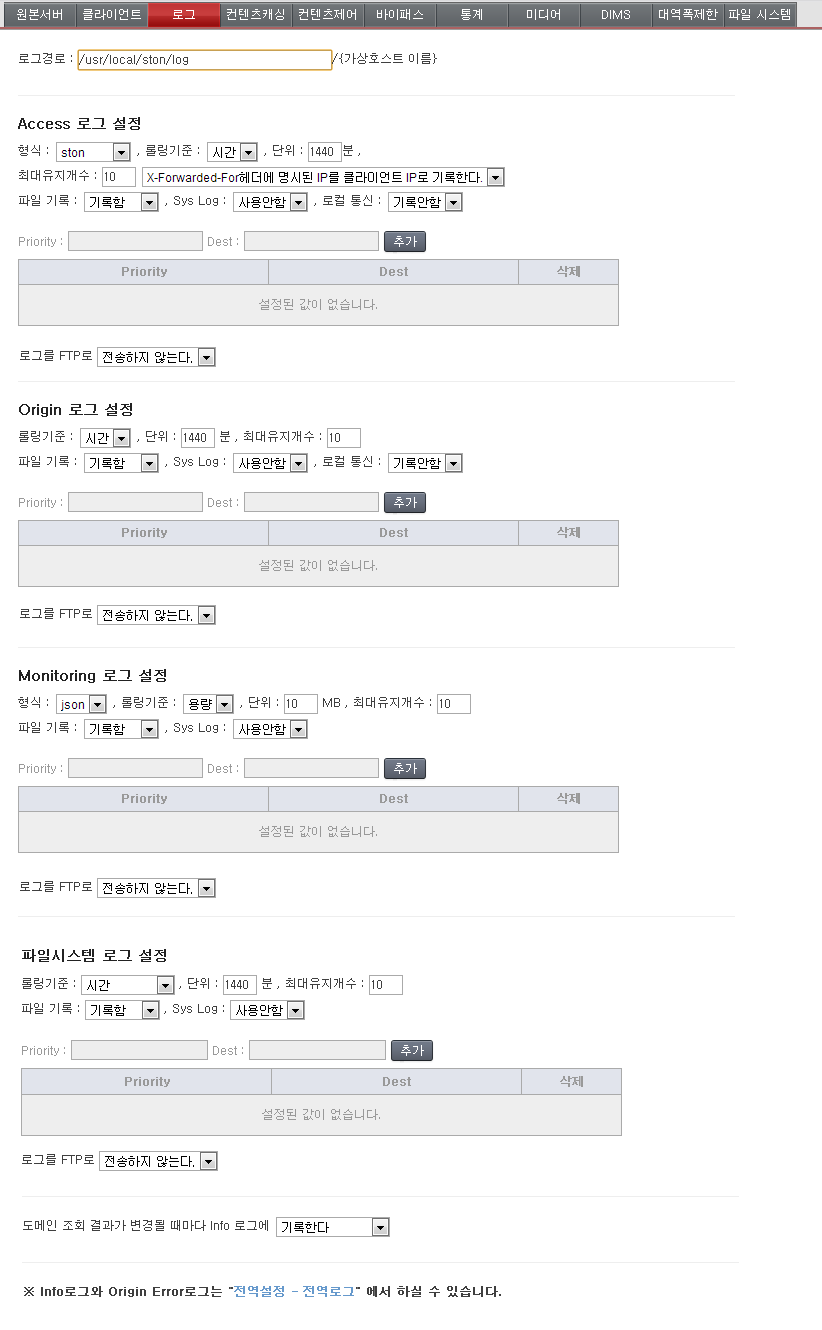 원본서버 클라이언트 로그 컨텐츠캐싱 컨텐츠제어 바이패스 통계 미디어 DIMS 대역폭제한 파일 시스템
로그경로 : /usr/local/ston/log /{가상호스트 이름}
Access 로그 설정
형식 : ston , 롤링기준 : 시간 , 단위 : 1440 분 ,
최대유지개수 : 10 X-Forwarded-For헤더에 명시된 IP를 클라이언트 IP로 기록한다.
파일 기록 : 기록함 , Sys Log : 사용안함 , 로컬 통신 : 기록안함
Priority : Dest : 추가
Priority Dest 삭제
설정된 값이 없습니다.
로그를 FTP로 전송하지 않는다.
Origin 로그 설정
롤링기준 : 시간 , 단위 : 1440 분 , 최대유지개수 : 10
파일 기록 : 기록함 , Sys Log : 사용안함 , 로컬 통신 : 기록안함
Priority : Dest : 추가
Priority Dest 삭제
설정된 값이 없습니다.
로그를 FTP로 전송하지 않는다.
Monitoring 로그 설정
형식 : json , 롤링기준 : 용량 , 단위 : 10 MB , 최대유지개수 : 10
파일 기록 : 기록함 , Sys Log : 사용안함
Priority : Dest : 추가
Priority Dest 삭제
설정된 값이 없습니다.
로그를 FTP로 전송하지 않는다.
파일시스템 로그 설정
롤링기준 : 시간 , 단위 : 1440 분 , 최대유지개수 : 10
파일 기록 : 기록함 , Sys Log : 사용안함
Priority : Dest : 추가
Priority Dest 삭제
설정된 값이 없습니다.
로그를 FTP로 전송하지 않는다.
도메인 조회 결과가 변경될 때마다 Info 로그에 기록한다
※ Info로그와 Origin Error로그는 "전역설정 - 전역로그" 에서 하실 수 있습니다.